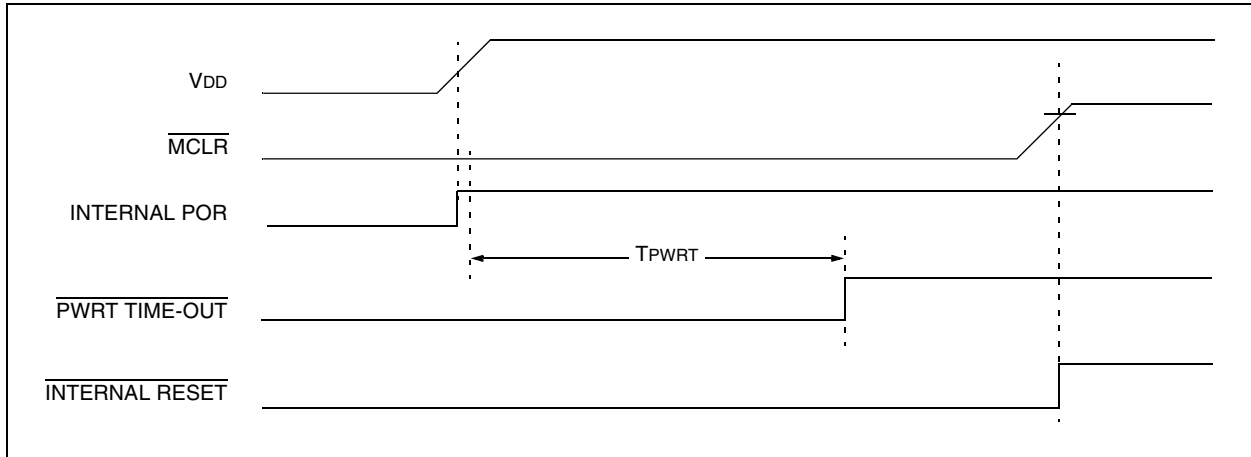 VDD
MCLR
INTERNAL POR
TPWRT
PWRT TIME-OUT
INTERNAL RESET